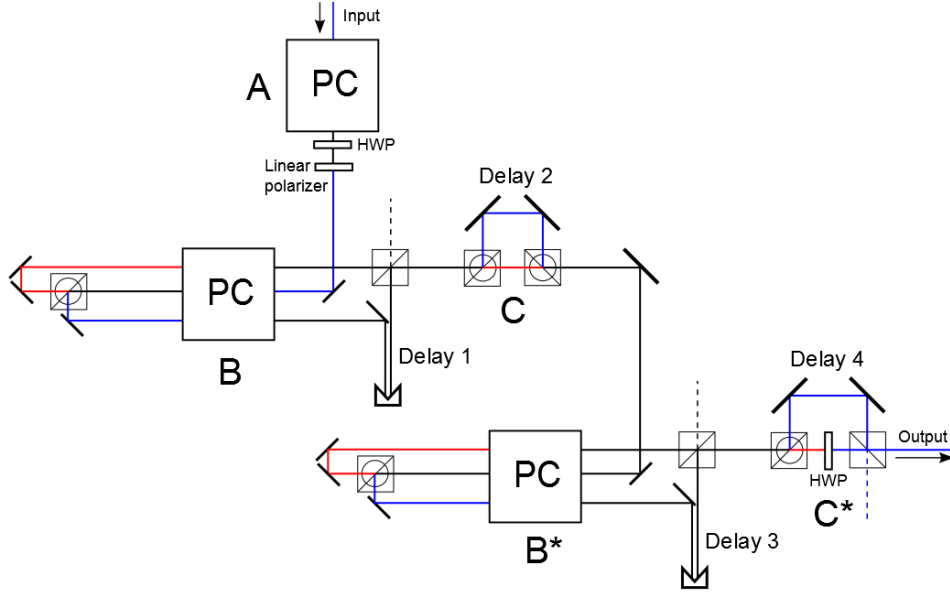 Input
A
PC
HWP
Linear
polarizer
Delay 2
PC
C
B
Delay 1
Delay 4
Output
PC
HWP
C*
B*
Delay 3